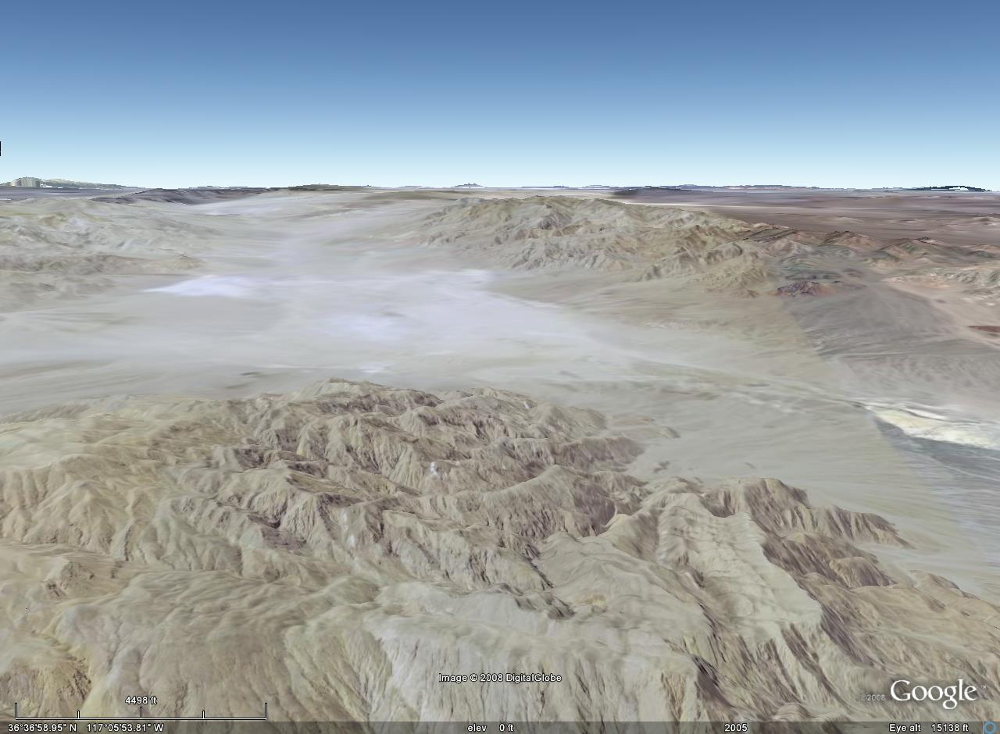 Image © 2008 DigitalGlobe
©2008 Google™
4498 ft
36°36'58.95" N 117°05'53.81" W elev 0 ft 2005 Eye alt 15138 ft